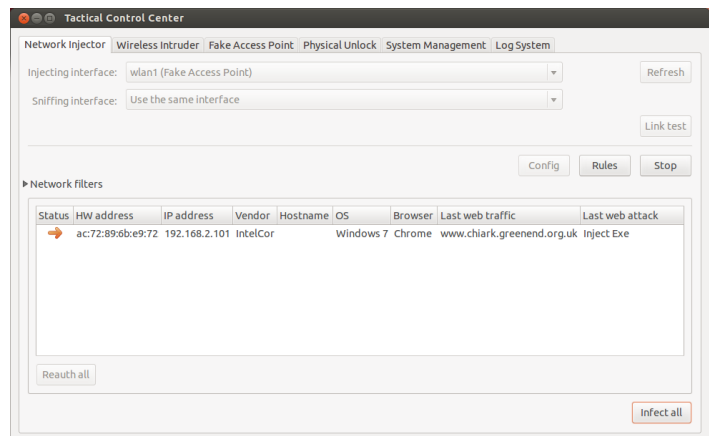 Tactical Control Center
Network Injector Wireless Intruder Fake Access Point Physical Unlock System Management Log System
Injecting interface: wlan1 (Fake Access Point) Refresh
Sniffing interface: Use the same interface
Link test
Config Rules Stop
Network filters
Status HW address IP address Vendor Hostname OS Browser Last web traffic Last web attack
ac:72:89:6b:e9:72 192.168.2.101 IntelCor Windows 7 Chrome www.chiark.greenend.org.uk Inject Exe
Reauth all
Infect all